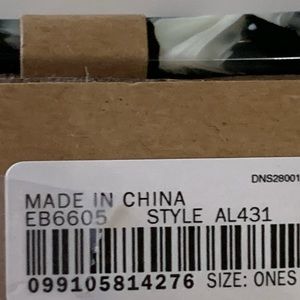 DNS28001
MADE IN CHINA
EB6605 STYLE AL431
099105814276 SIZE: ONES